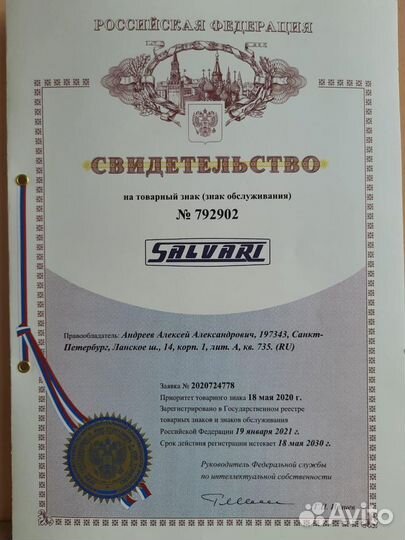 РОССИЙСКАЯ ФЕДЕРАЦИЯ
СВИДЕТЕЛЬСТВО
на товарный знак (знак обслуживания)
№ 792902
SALVARI
Правообладатель: Андреев Алексей Александрович, 197343, Санкт-
Петербург, Ланское ш., 14, корп. 1, лит. А, кв. 735. (RU)
Заявка № 2020724778
Приоритет товарного знака 18 мая 2020 г.
Зарегистрировано в Государственном реестре
товарных знаков и знаков обслуживания
Российской Федерации 19 января 2021 г.
Срок действия регистрации истекает 18 мая 2030 г.
Руководитель Федеральной службы
по интеллектуальной собственности
Avito